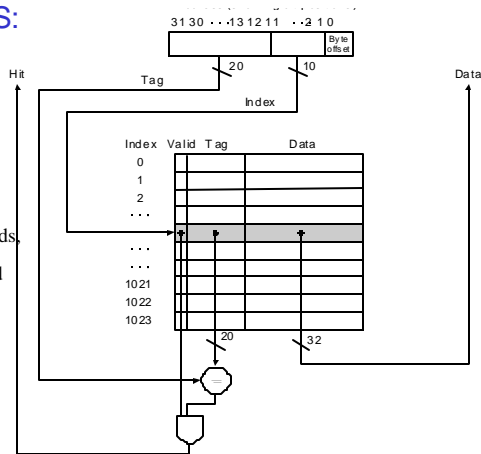 S:
31 30 · · · 13 12 11 · · · 2 1 0
Byte
offset
20
10
Hit
Tag
Data
Index
Index Valid Tag Data
0
1
2
· · ·
ds,
· · ·
· · ·
1021
1022
1023
20
32
=